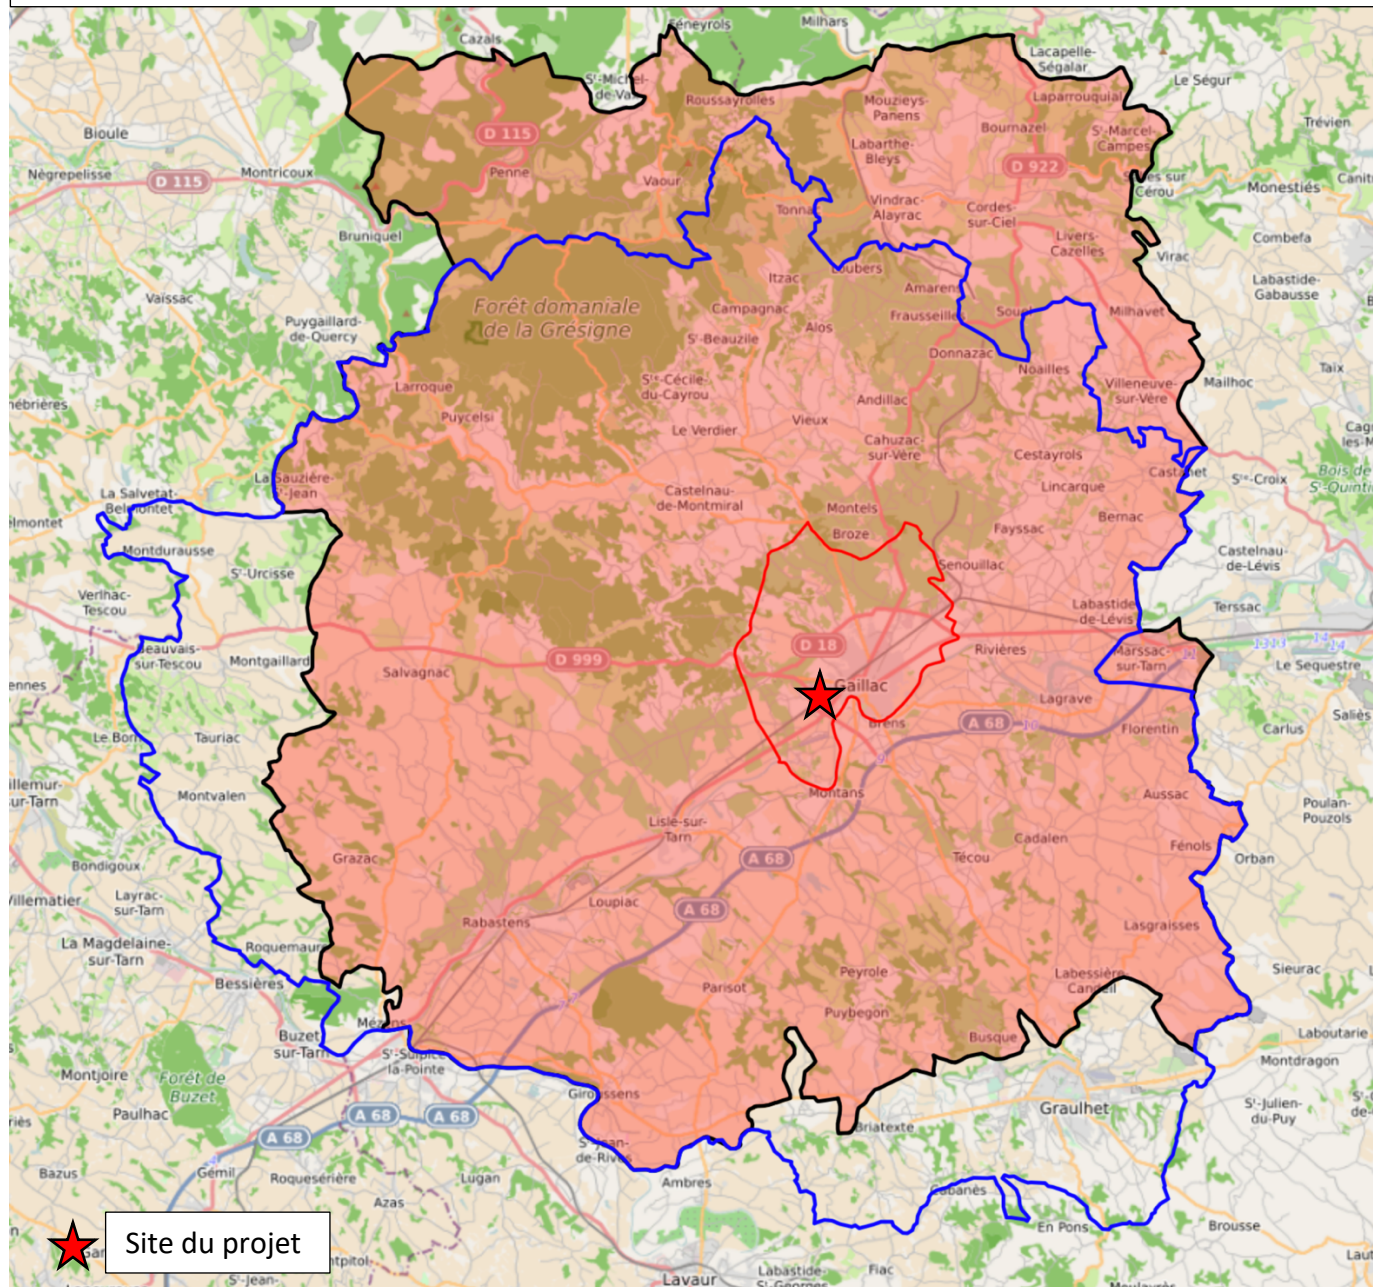 Cazals
Féneyrols
Milhars
Lacapelle-
Ségalar
Le Ségur
Roussayrolles
Mouzieys-
Panens
Laparrouquial
Trévien
Bioule
D 115
Bournazel
Sᵗ-Marcel-
Campes
Labarthe-
Bleys
D 922
Nègrepelisse
D 115
Montricoux
Penne
Vaour
Monestiés
Vindrac-
Alayrac
Cordes-
sur-Ciel
Bruniquel
Livers-
Cazelles
Combefa
Virac
Itzac
Loubers
Labastide-
Gabausse
Vaïssac
Amarens
Forêt domaniale
de la Grésigne
Campagnac
Frausseilles
Milhavet
Puygaillard-
de-Quercy
Alos
Sᵗ-Beauzile
Donnazac
Noailles
Taix
Larroque
Sᵗᵉ-Cécile-
du-Cayrou
Villeneuve-
sur-Vère
Mailhoc
Andillac
Puycelsi
Le Verdier
Vieux
Cahuzac-
sur-Vère
Cestayrols
La Sauzière-
Sᵗ-Jean
Castanet
Sᵗᵉ-Croix
Lincarque
La Salvetat-
Belmontet
Castelnau-
de-Montmiral
Montels
Bernac
Fayssac
Broze
Montdurausse
Castelnau-
de-Lévis
Sᵗ-Urcisse
Senouillac
Verlhac-
Tescou
Labastide-
de-Lévis
Terssac
Beauvais-
sur-Tescou
Montgaillard
D 999
D 18
Rivières
Marssac-
sur-Tarn
11
1313
14
14
Le Sequestre
Salvagnac
Gaillac
Lagrave
Brens
A 68
10
Florentin
Carlus
Le Born
Tauriac
9
Montvalen
Montans
Aussac
Poulan-
Pouzols
Lisle-sur-
Tarn
Cadalen
Fénols
Bondigoux
Grazac
A 68
Técou
Orban
Layrac-
sur-Tarn
Loupiac
A 68
Rabastens
Lasgraisses
La Magdelaine-
sur-Tarn
Roquemaure
Bessières
Peyrole
Labessière-
Candeil
Sieurac
Parisot
Puybegon
Mézens
Busque
Laboutarie
Buzet-
sur-Tarn
Sᵗ-Sulpice-
la-Pointe
Montdragon
Montjoire
Forêt de
Buzet
Giroussens
Graulhet
Paulhac
A 68
A 68
A 68
Sᵗ-Julien-
du-Puy
Briatexte
Sᵗ-Jean-
de-Rives
Bazus
Gémil
Roquesérière
Lugan
Ambres
Cabanès
Azas
En Pons
Brousse
Site du projet
Fiac
Lavaur
Labastide-
Sᵗ-Georges
Sᵗ-Jean-